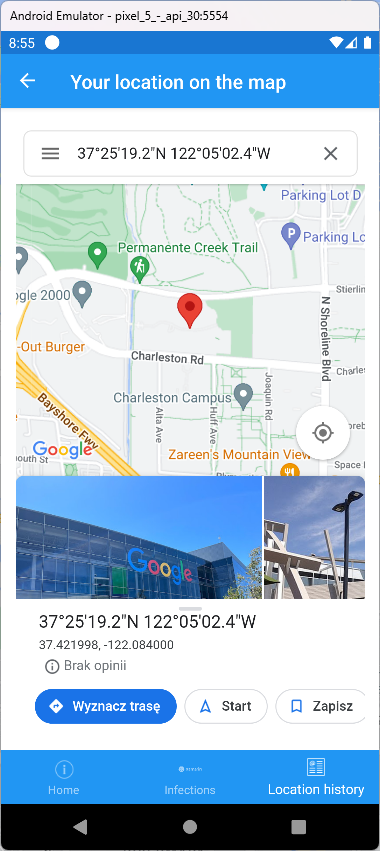 Android Emulator - pixel_5_-_api_30:5554
8:55
Your location on the map
37°25'19.2"N 122°05'02.4"W
Parking Lot D
Permanente Creek Trail
Parking Lo
P
ogle 2000
Stierlin
-Out Burger
Charleston Rd
N Shoreline Blvd
Charles
Charleston Campus
Joaquin Rd
Alta Ave
Huff Ave
Bayshore Fwy
Google
Zareen's Mountain View
outh St
Space
Google
37°25'19.2"N 122°05'02.4"W
37.421998, -122.084000
Brak opinii
Wyznacz trasę
Start
Zapisz
Home
Infections
Location history